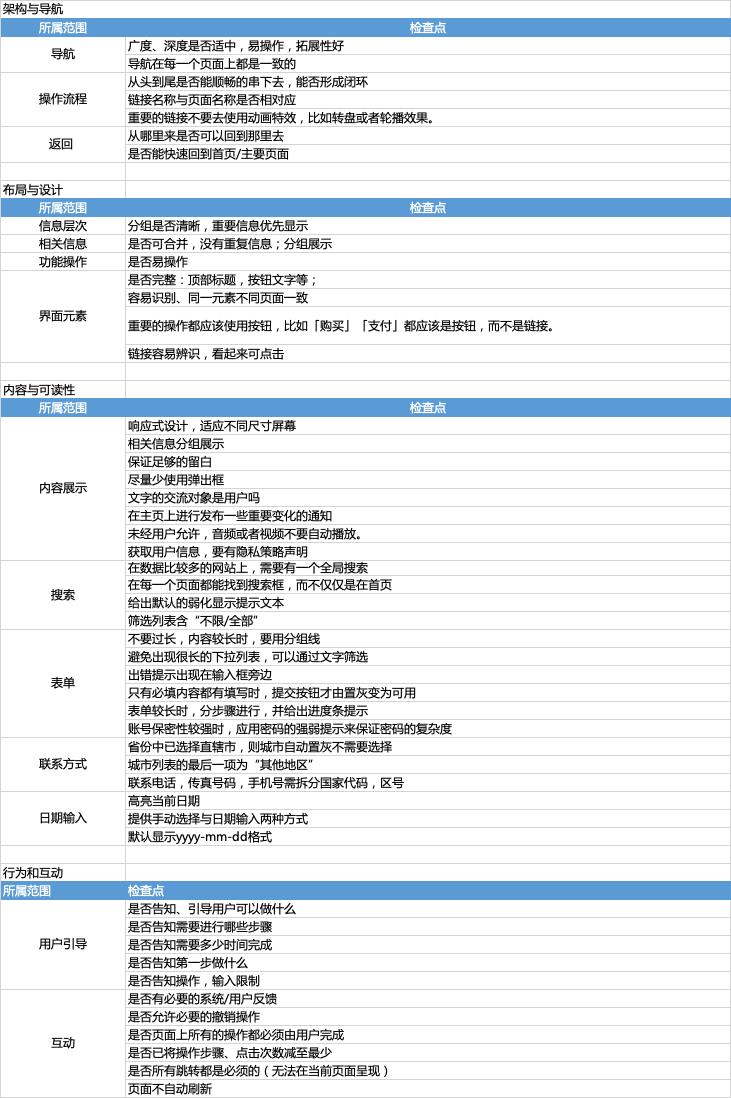 架构与导航
所属范围 检查点
导航
广度、深度是否适中，易操作，拓展性好
导航在每一个页面上都是一致的
操作流程
从头到尾是否能顺畅的串下去，能否形成闭环
链接名称与页面名称是否相对应
重要的链接不要去使用动画特效，比如转盘或者轮播效果。
返回
从哪里来是否可以回到那里去
是否能快速回到首页/主要页面
布局与设计
所属范围 检查点
信息层次 分组是否清晰，重要信息优先显示
相关信息 是否可合并，没有重复信息；分组展示
功能操作 是否易操作
界面元素
是否完整：顶部标题，按钮文字等；
容易识别、同一元素不同页面一致
重要的操作都应该使用按钮，比如「购买」「支付」都应该是按钮，而不是链接。
链接容易辨识，看起来可点击
内容与可读性
所属范围 检查点
内容展示
响应式设计，适应不同尺寸屏幕
相关信息分组展示
保证足够的留白
尽量少使用弹出框
文字的交流对象是用户吗
在主页上进行发布一些重要变化的通知
未经用户允许，音频或者视频不要自动播放。
获取用户信息，要有隐私策略声明
搜索
在数据比较多的网站上，需要有一个全局搜索
在每一个页面都能找到搜索框，而不仅仅是在首页
给出默认的弱化显示提示文本
筛选列表含“不限/全部”
表单
不要过长，内容较长时，要用分组线
避免出现很长的下拉列表，可以通过文字筛选
出错提示出现在输入框旁边
只有必填内容都有填写时，提交按钮才由置灰变为可用
表单较长时，分步骤进行，并给出进度条提示
账号保密性较强时，应用密码的强弱提示来保证密码的复杂度
联系方式
省份中已选择直辖市，则城市自动置灰不需要选择
城市列表的最后一项为“其他地区”
联系电话，传真号码，手机号需拆分国家代码，区号
日期输入
高亮当前日期
提供手动选择与日期输入两种方式
默认显示yyyy-mm-dd格式
行为和互动
所属范围 检查点
用户引导
是否告知、引导用户可以做什么
是否告知需要进行哪些步骤
是否告知需要多少时间完成
是否告知第一步做什么
是否告知操作，输入限制
互动
是否有必要的系统/用户反馈
是否允许必要的撤销操作
是否页面上所有的操作都必须由用户完成
是否已将操作步骤、点击次数减至最少
是否所有跳转都是必须的（无法在当前页面呈现）
页面不自动刷新